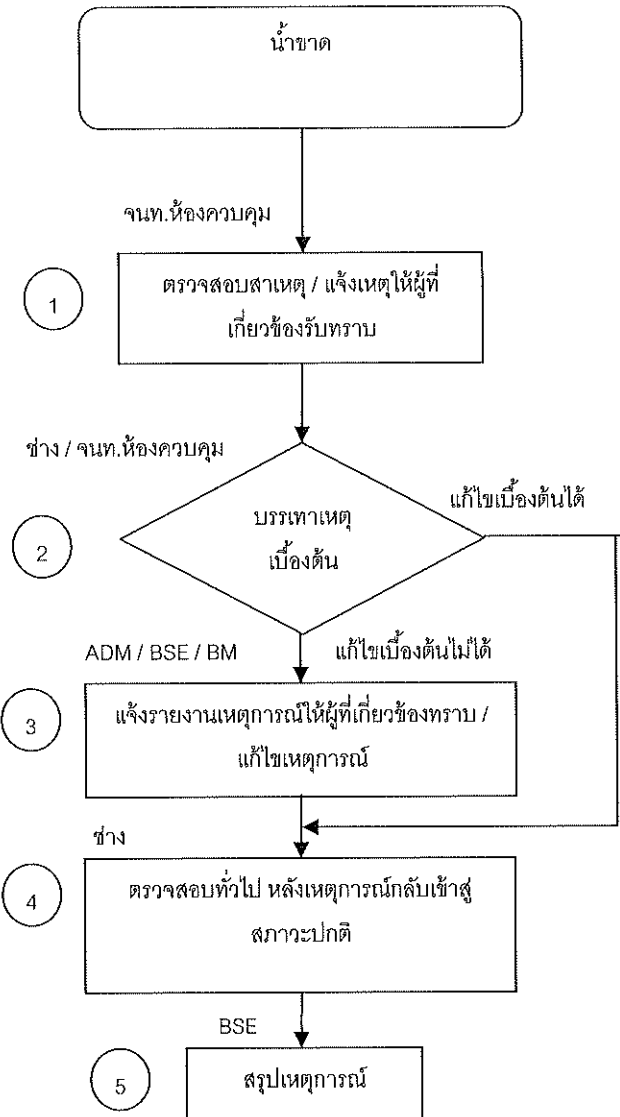 น้ำขาด
จนท.ห้องควบคุม
1
ตรวจสอบสาเหตุ / แจ้งเหตุให้ผู้ที่
เกี่ยวข้องรับทราบ
ช่าง / จนท.ห้องควบคุม
แก้ไขเบื้องต้นได้
2
บรรเทาเหตุ
เบื้องต้น
ADM / BSE / BM
แก้ไขเบื้องต้นไม่ได้
3
แจ้งรายงานเหตุการณ์ให้ผู้ที่เกี่ยวข้องทราบ /
แก้ไขเหตุการณ์
ช่าง
4
ตรวจสอบทั่วไป หลังเหตุการณ์กลับเข้าสู่
สภาวะปกติ
BSE
5
สรุปเหตุการณ์